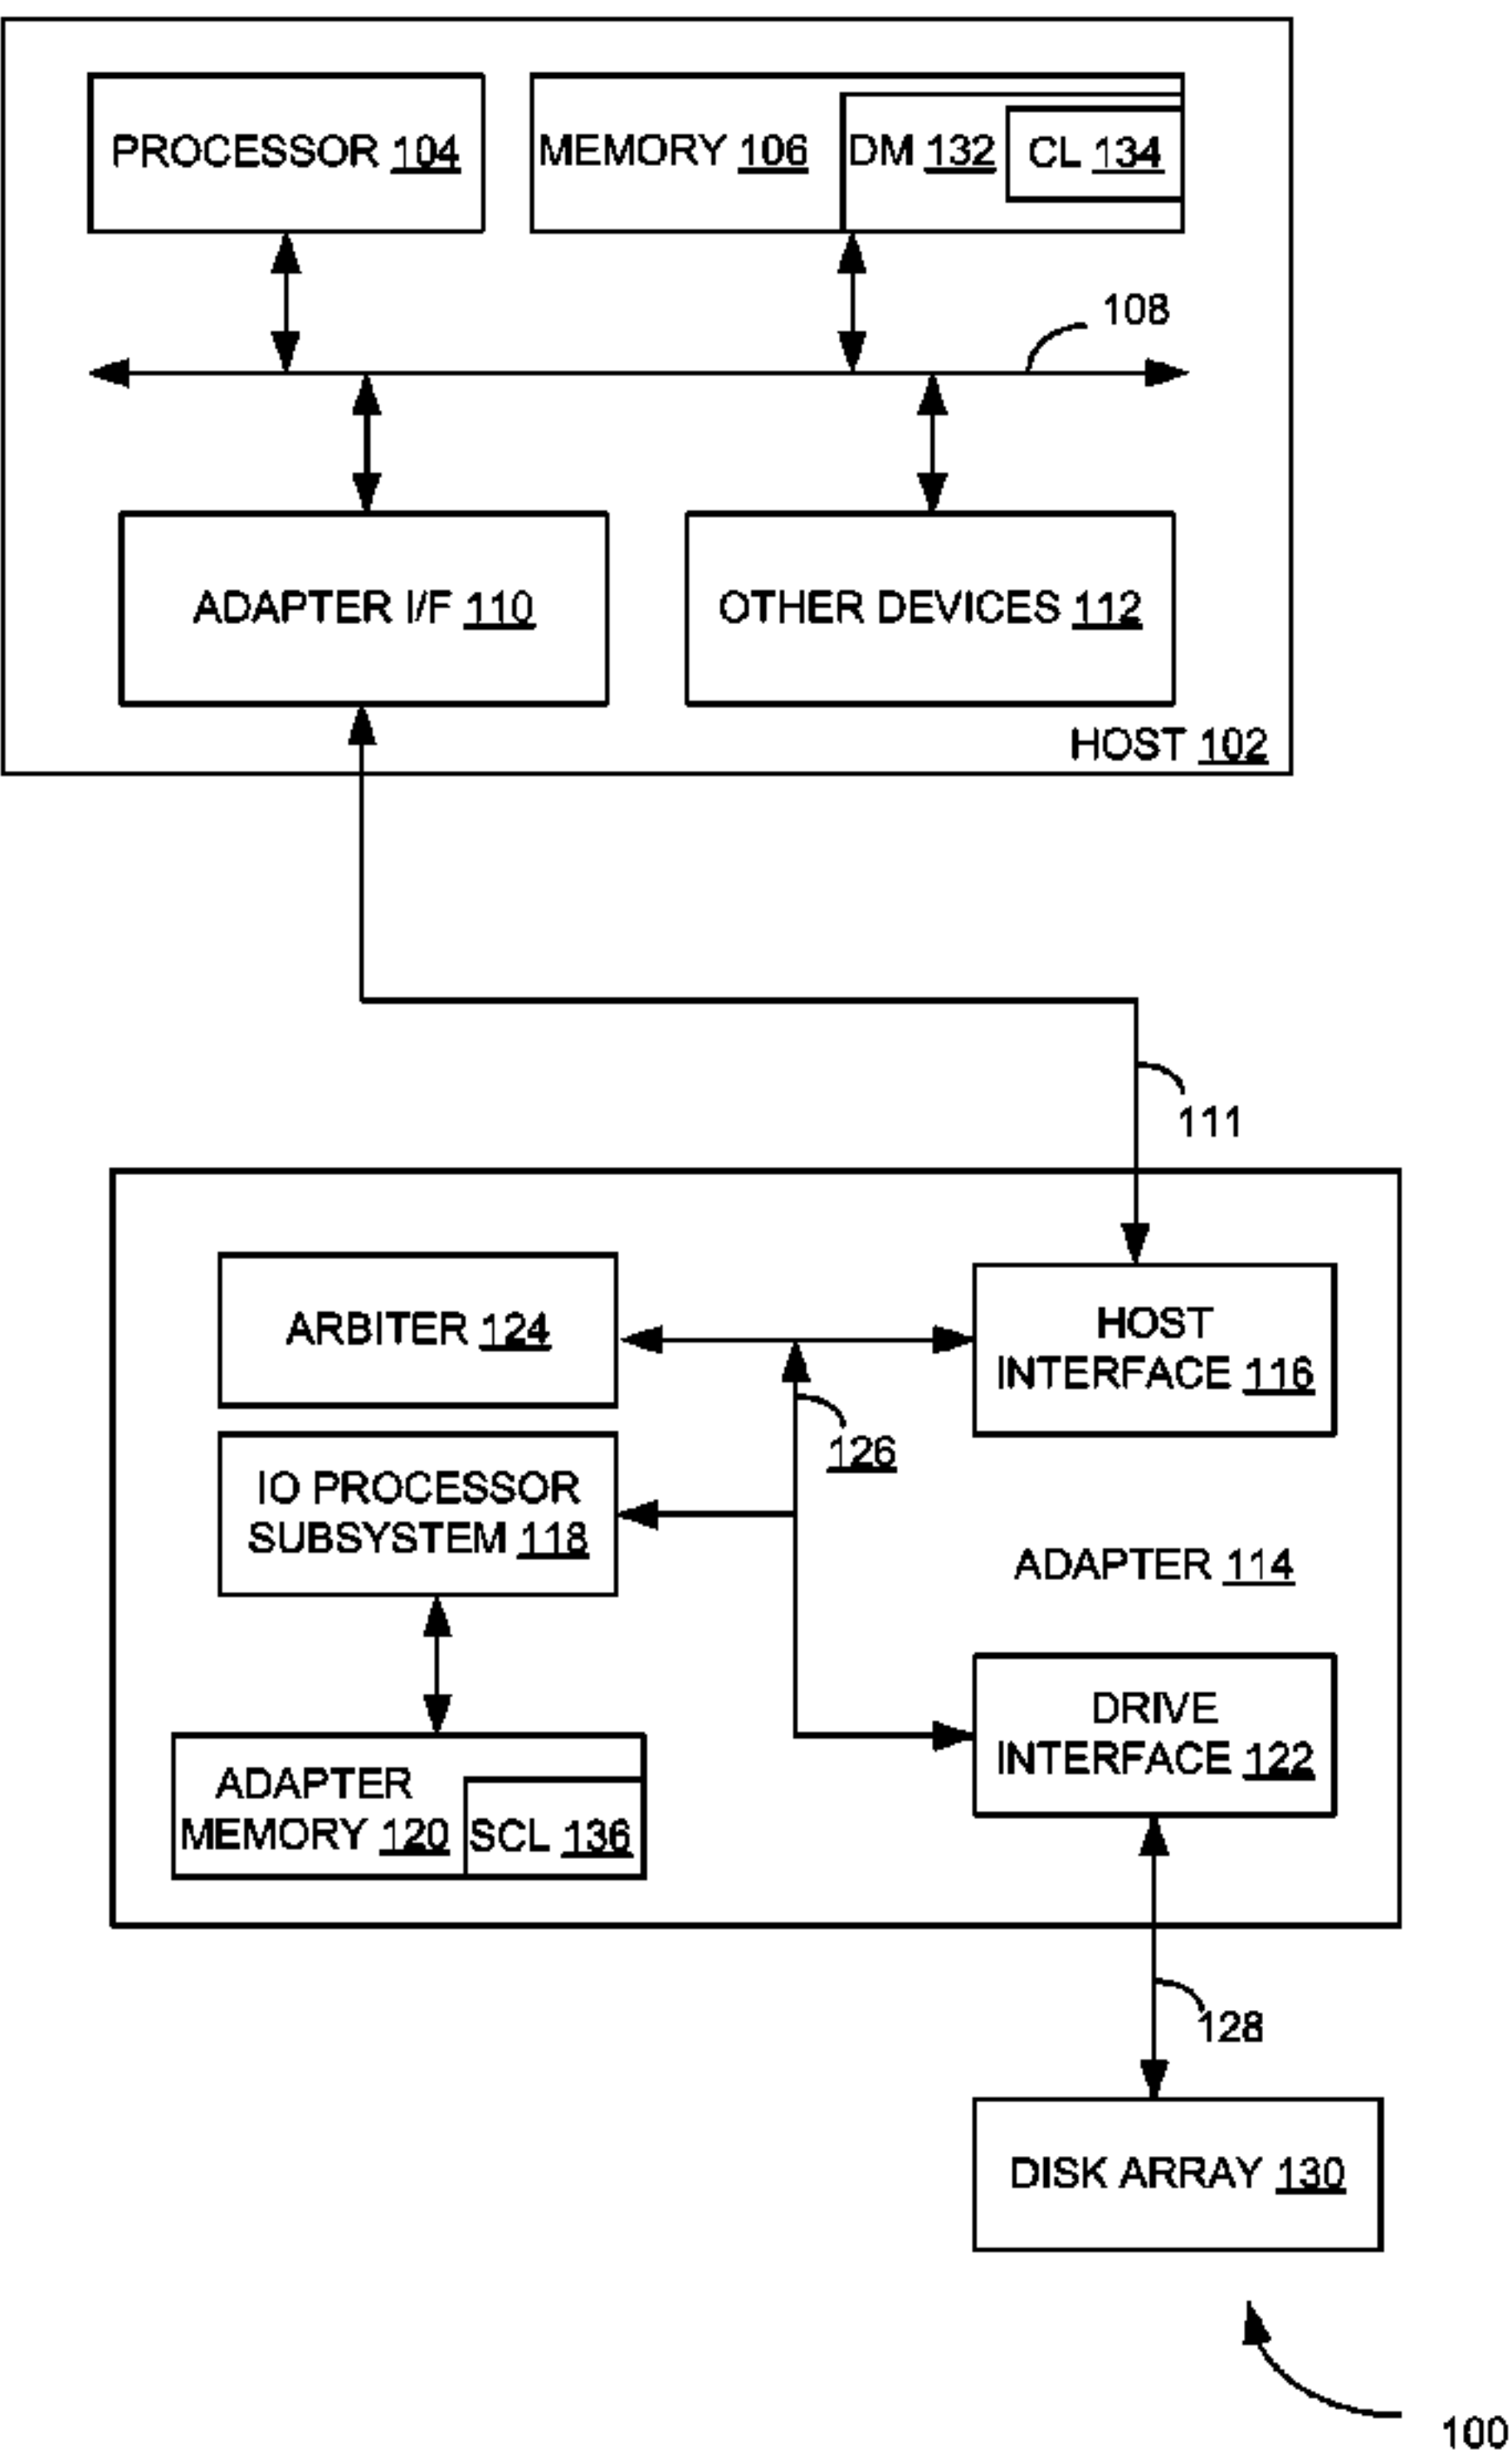 PROCESSOR 104
MEMORY 106
DM 132
CL 134
108
ADAPTER I/F 110
OTHER DEVICES 112
HOST 102
111
ARBITER 124
HOST
INTERFACE 116
126
IO PROCESSOR
SUBSYSTEM 118
ADAPTER 114
DRIVE
INTERFACE 122
ADAPTER
MEMORY 120
SCL 136
128
DISK ARRAY 130
100